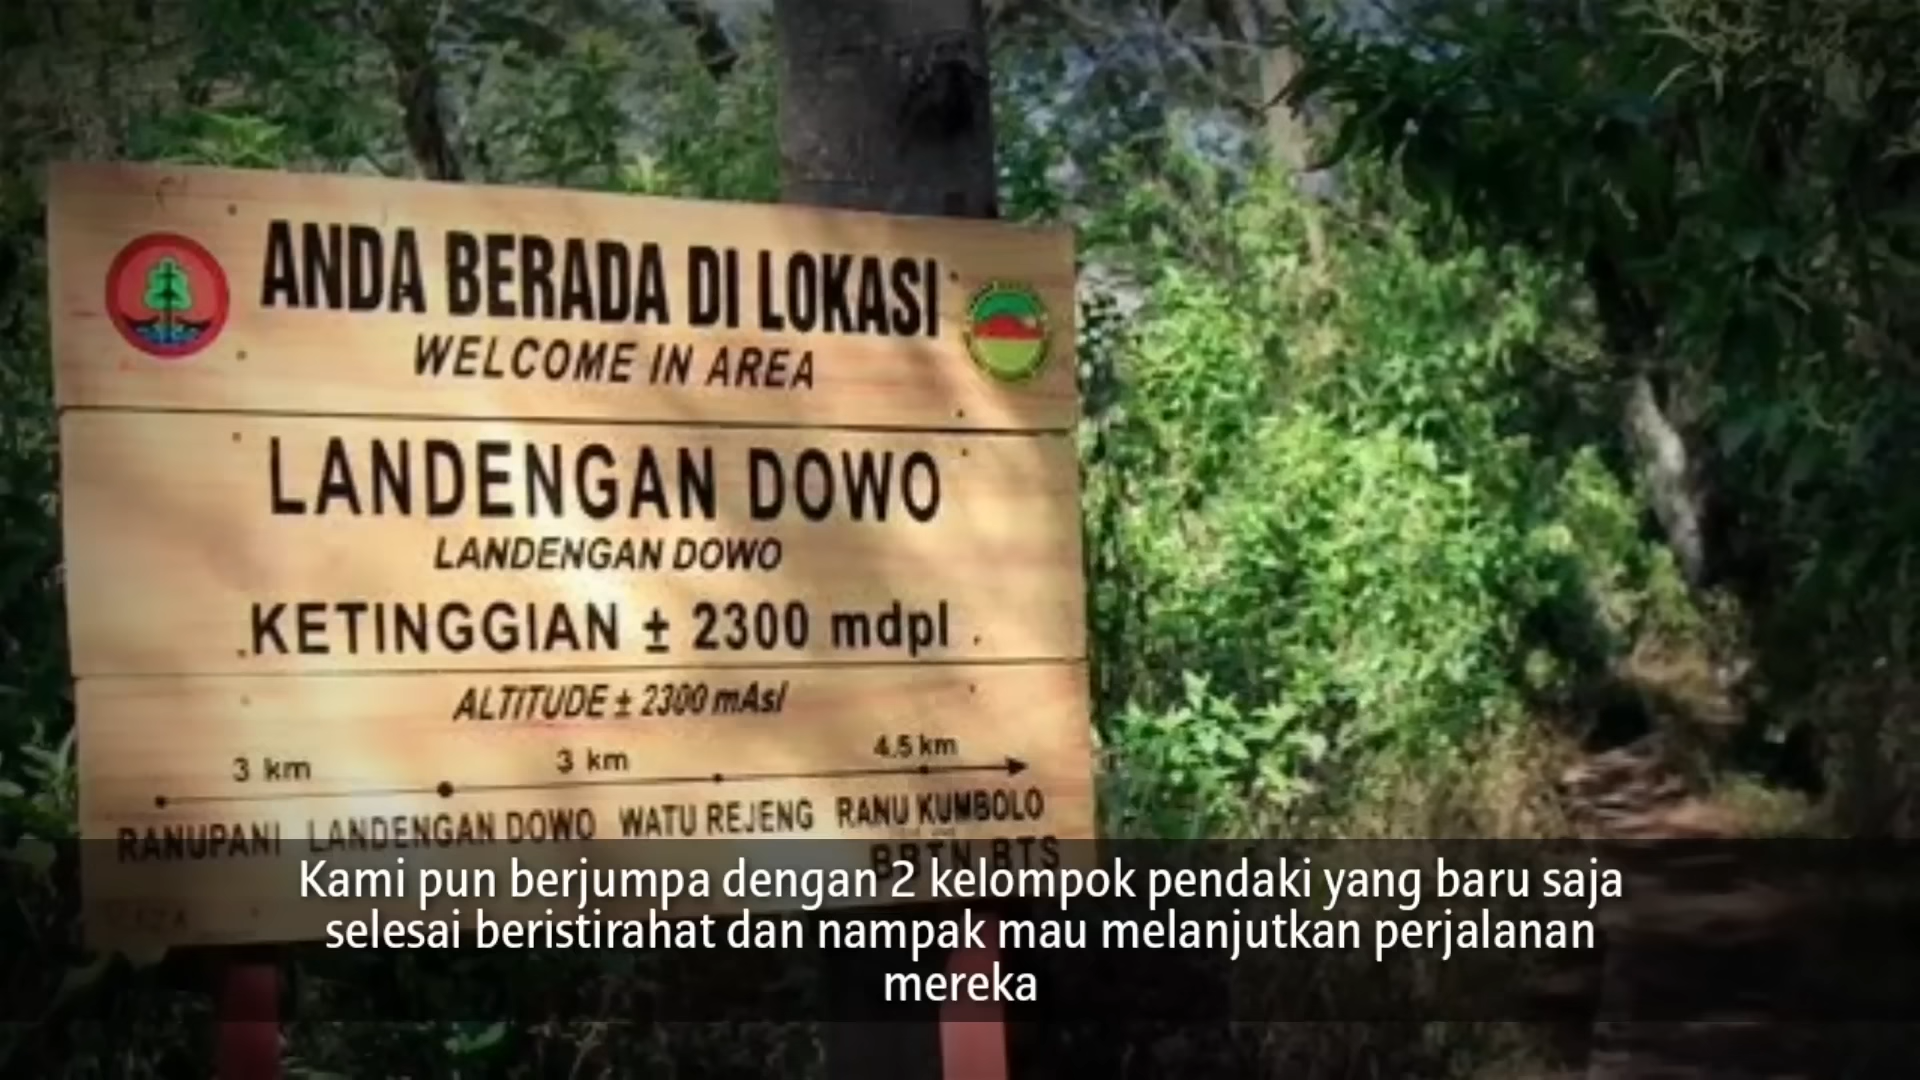 ANDA BERADA DI LOKASI
WELCOME IN AREA
LANDENGAN DOWO
LANDENGAN DOWO
KETINGGIAN ± 2300 mdpl
ALTITUDE ± 2300 mAsl
3 km 3 km 4,5 km
RANUPANI LANDENGAN DOWO WATU REJENG RANU KUMBOLO
BBTN BTS
Kami pun berjumpa dengan 2 kelompok pendaki yang baru saja
selesai beristirahat dan nampak mau melanjutkan perjalanan
mereka